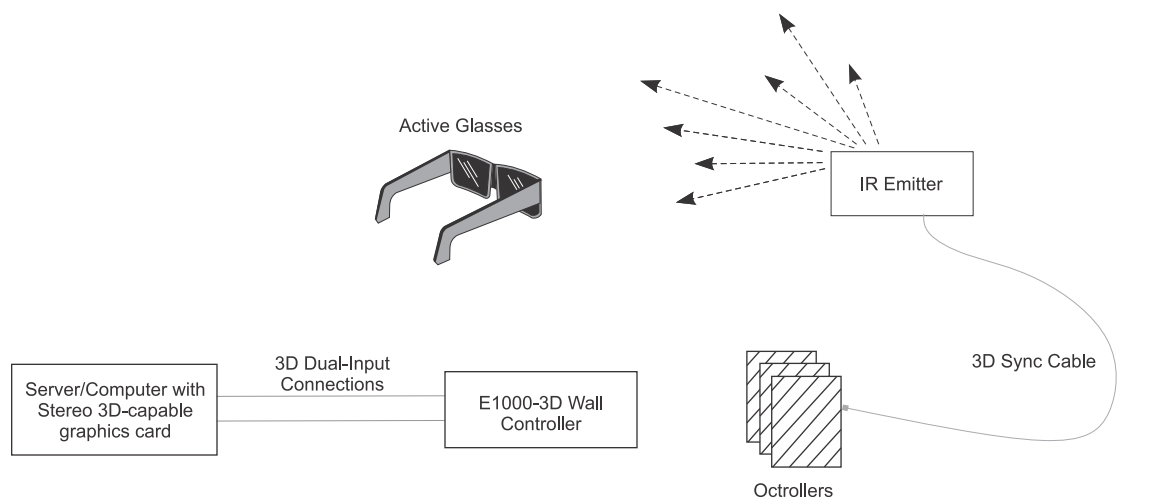 Active Glasses
IR Emitter
3D Sync Cable
3D Dual-Input
Connections
Server/Computer with
Stereo 3D-capable
graphics card
E1000-3D Wall
Controller
Octrollers